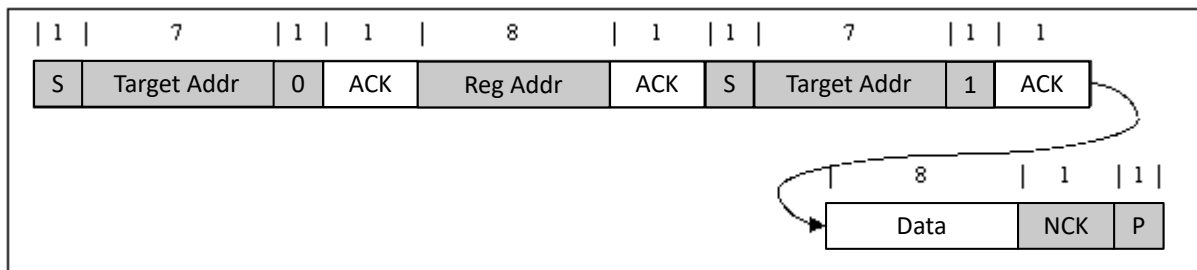 | 1 | 7 | 1 | 1 | 8 | 1 | 1 | 7 | 1 | 1
S Target Addr 0 ACK Reg Addr ACK S Target Addr 1 ACK
| 8 | 1 | 1 |
Data NCK P